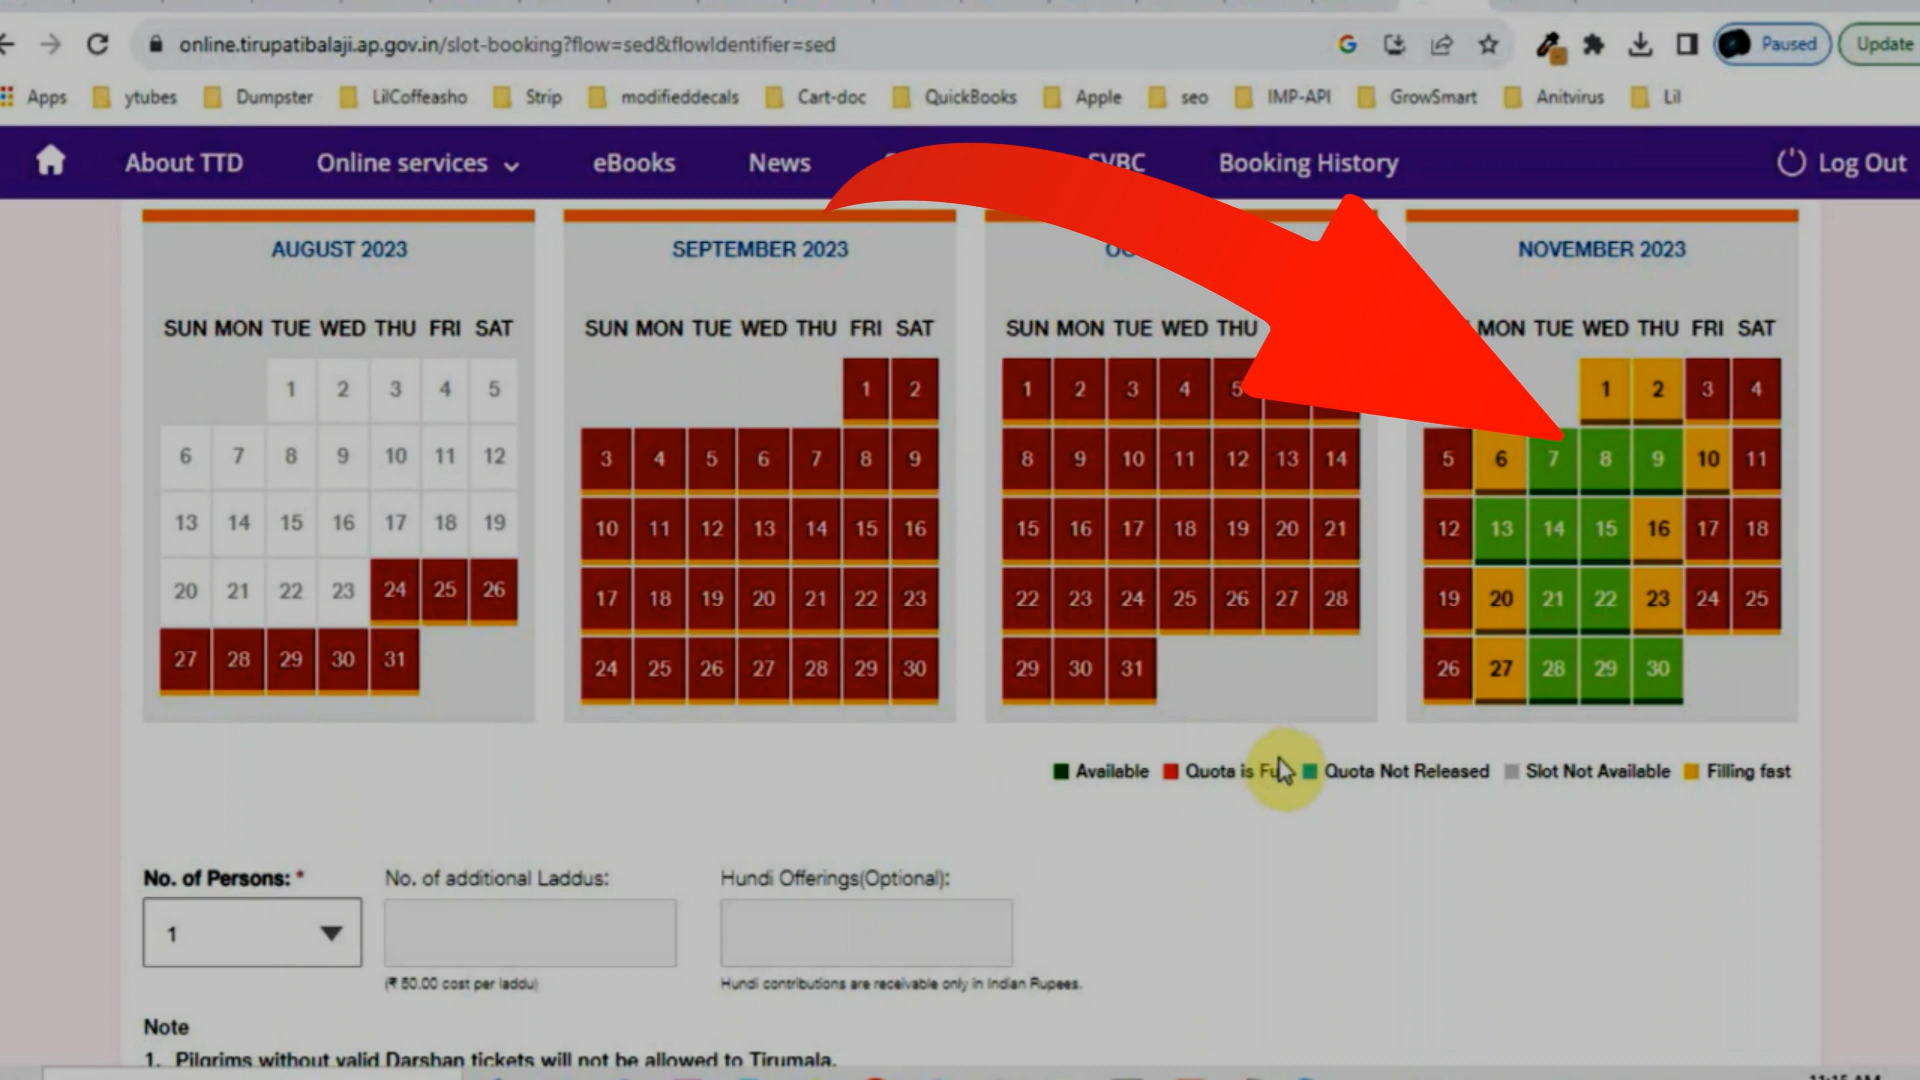 online.tirupatibalaji.ap.gov.in/slot-booking?flow=sed&flowIdentifier=sed
Paused
Update
Apps ytubes Dumpster LilCoffeasho Strip modifieddecals Cart-doc QuickBooks Apple seo IMP-API GrowSmart Anitvirus Lil
About TTD Online services eBooks News SVBC Booking History Log Out
AUGUST 2023
SUN MON TUE WED THU FRI SAT
1 2 3 4 5
6 7 8 9 10 11 12
13 14 15 16 17 18 19
20 21 22 23 24 25 26
27 28 29 30 31
SEPTEMBER 2023
SUN MON TUE WED THU FRI SAT
1 2
3 4 5 6 7 8 9
10 11 12 13 14 15 16
17 18 19 20 21 22 23
24 25 26 27 28 29 30
SUN MON TUE WED THU
1 2 3 4 5
8 9 10 11 12 13 14
15 16 17 18 19 20 21
22 23 24 25 26 27 28
29 30 31
NOVEMBER 2023
MON TUE WED THU FRI SAT
1 2 3 4
5 6 7 8 9 10 11
12 13 14 15 16 17 18
19 20 21 22 23 24 25
26 27 28 29 30
Available Quota is Quota Not Released Slot Not Available Filling fast
No. of Persons: * No. of additional Laddus: Hundi Offerings(Optional):
1
(₹ 50.00 cost per laddu) Hundi contributions are receivable only in Indian Rupees.
Note
1. Pilgrims without valid Darshan tickets will not be allowed to Tirumala.